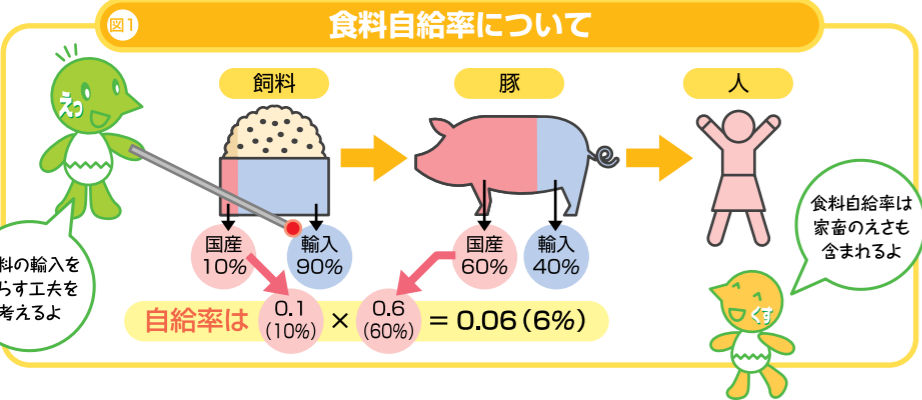 図1
食料自給率について
えっ
飼料
豚
人
国産
10%
輸入
90%
国産
60%
輸入
40%
食料自給率は
家畜のえさも
含まれるよ
料の輸入を
らす工夫を
考えるよ
自給率は 0.1 (10%) × 0.6 (60%) = 0.06(6%)
くす